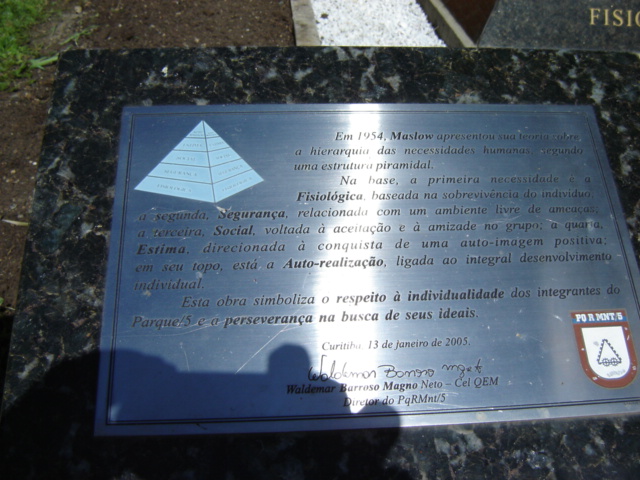 FISIO
Em 1954, Maslow apresentou sua teoria sobre
a hierarquia das necessidades humanas, segundo
uma estrutura piramidal.
Na base, a primeira necessidade é a
Fisiológica, baseada na sobrevivência do indivíduo;
a segunda, Segurança, relacionada com um ambiente livre de ameaças;
a terceira, Social, voltada à aceitação e à amizade no grupo; a quarta,
Estima, direcionada à conquista de uma auto-imagem positiva;
em seu topo, está a Auto-realização, ligada ao integral desenvolvimento
individual.
Esta obra simboliza o respeito à individualidade dos integrantes do
Parque/5 e a perseverança na busca de seus ideais.
Curitiba, 13 de janeiro de 2005.
Waldemar Barroso Magno Neto – Cel QEM
Diretor do PqRMnt/5
PQ R MNT/5